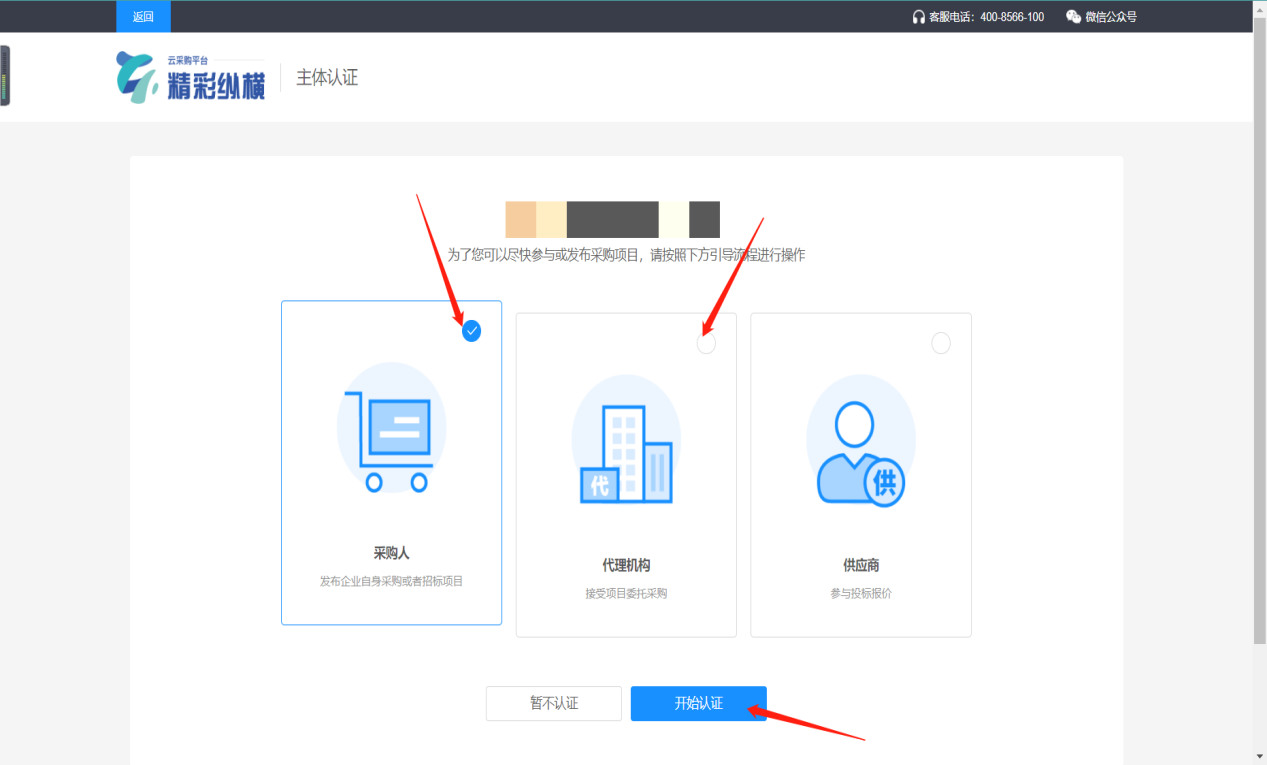 返回
客服电话：400-8566-100
微信公众号
云采购平台
精彩纵横
主体认证
为了您可以尽快参与或发布采购项目，请按照下方引导流程进行操作
代
供
采购人
发布企业自身采购或者招标项目
代理机构
接受项目委托采购
供应商
参与投标报价
暂不认证
开始认证